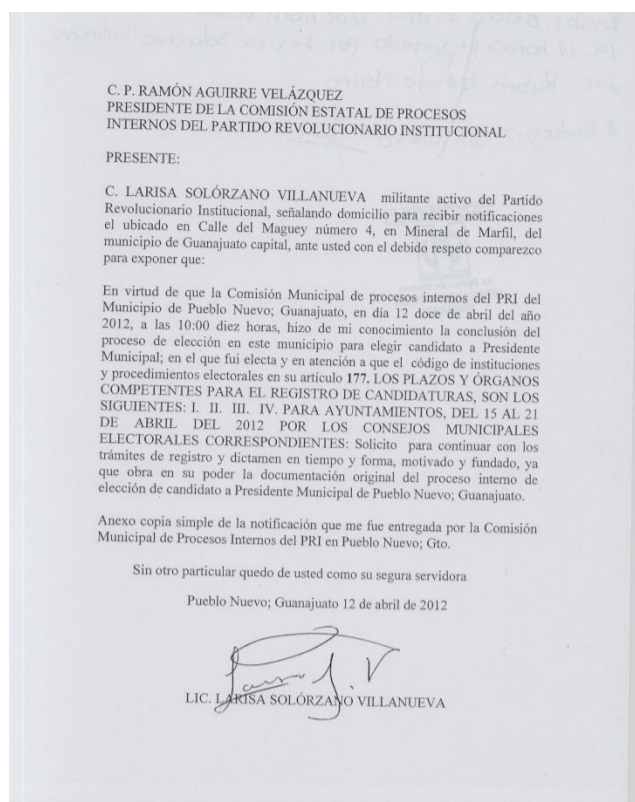 C. P. RAMÓN AGUIRRE VELÁZQUEZ
PRESIDENTE DE LA COMISIÓN ESTATAL DE PROCESOS
INTERNOS DEL PARTIDO REVOLUCIONARIO INSTITUCIONAL
PRESENTE:
C. LARISA SOLÓRZANO VILLANUEVA militante activo del Partido
Revolucionario Institucional, señalando domicilio para recibir notificaciones
el ubicado en Calle del Maguey número 4, en Mineral de Marfil, del
municipio de Guanajuato capital, ante usted con el debido respeto comparezco
para exponer que:
En virtud de que la Comisión Municipal de procesos internos del PRI del
Municipio de Pueblo Nuevo; Guanajuato, en día 12 doce de abril del año
2012, a las 10:00 diez horas, hizo de mi conocimiento la conclusión del
proceso de elección en este municipio para elegir candidato a Presidente
Municipal; en el que fui electa y en atención a que el código de instituciones
y procedimientos electorales en su artículo 177. LOS PLAZOS Y ÓRGANOS
COMPETENTES PARA EL REGISTRO DE CANDIDATURAS, SON LOS
SIGUIENTES: I. II. III. IV. PARA AYUNTAMIENTOS, DEL 15 AL 21
DE ABRIL DEL 2012 POR LOS CONSEJOS MUNICIPALES
ELECTORALES CORRESPONDIENTES: Solicito para continuar con los
trámites de registro y dictamen en tiempo y forma, motivado y fundado, ya
que obra en su poder la documentación original del proceso interno de
elección de candidato a Presidente Municipal de Pueblo Nuevo; Guanajuato.
Anexo copia simple de la notificación que me fue entregada por la Comisión
Municipal de Procesos Internos del PRI en Pueblo Nuevo; Gto.
Sin otro particular quedo de usted como su segura servidora
Pueblo Nuevo; Guanajuato 12 de abril de 2012
LIC. LARISA SOLÓRZANO VILLANUEVA